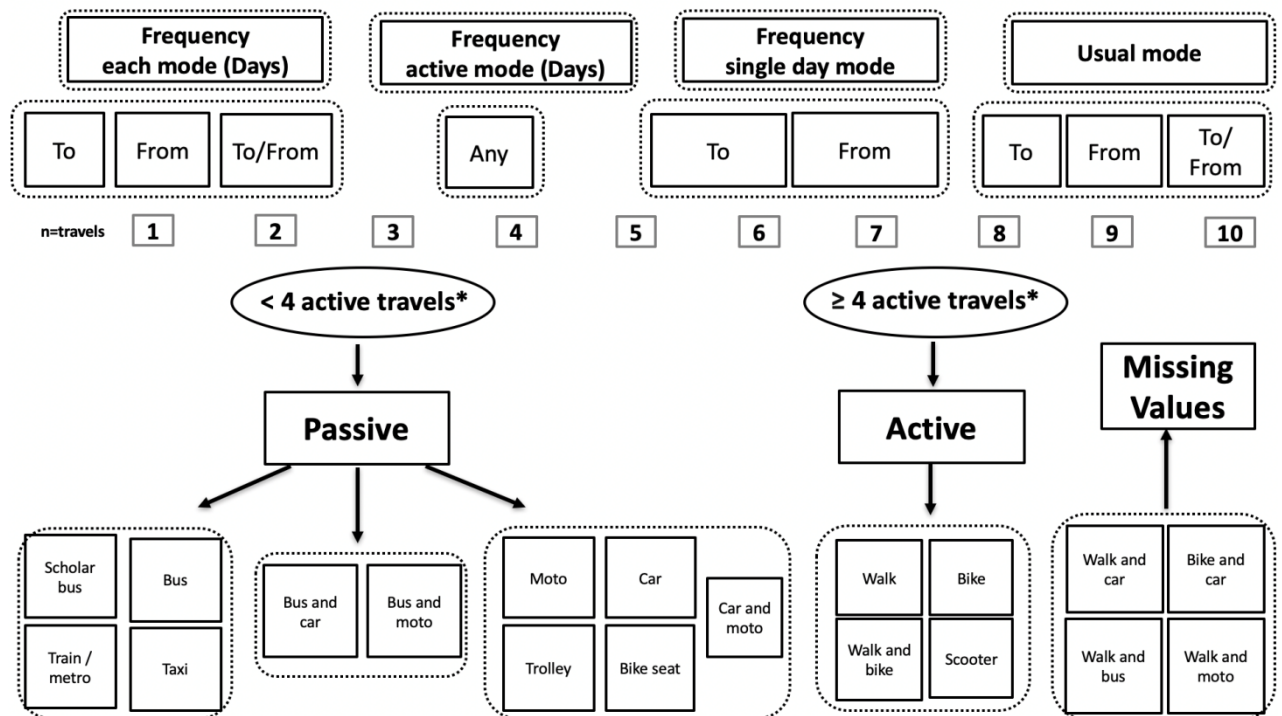 Frequency
each mode (Days)
Frequency
active mode (Days)
Frequency
single day mode
Usual mode
To
From
To/From
Any
To
From
To
From
To/
From
n=travels
1
2
3
4
5
6
7
8
9
10
< 4 active travels*
≥ 4 active travels*
Missing
Values
Passive
Active
Scholar
bus
Bus
Train /
metro
Taxi
Bus and
car
Bus and
moto
Moto
Car
Car and
moto
Trolley
Bike seat
Walk
Bike
Walk and
bike
Scooter
Walk and
car
Bike and
car
Walk and
bus
Walk and
moto